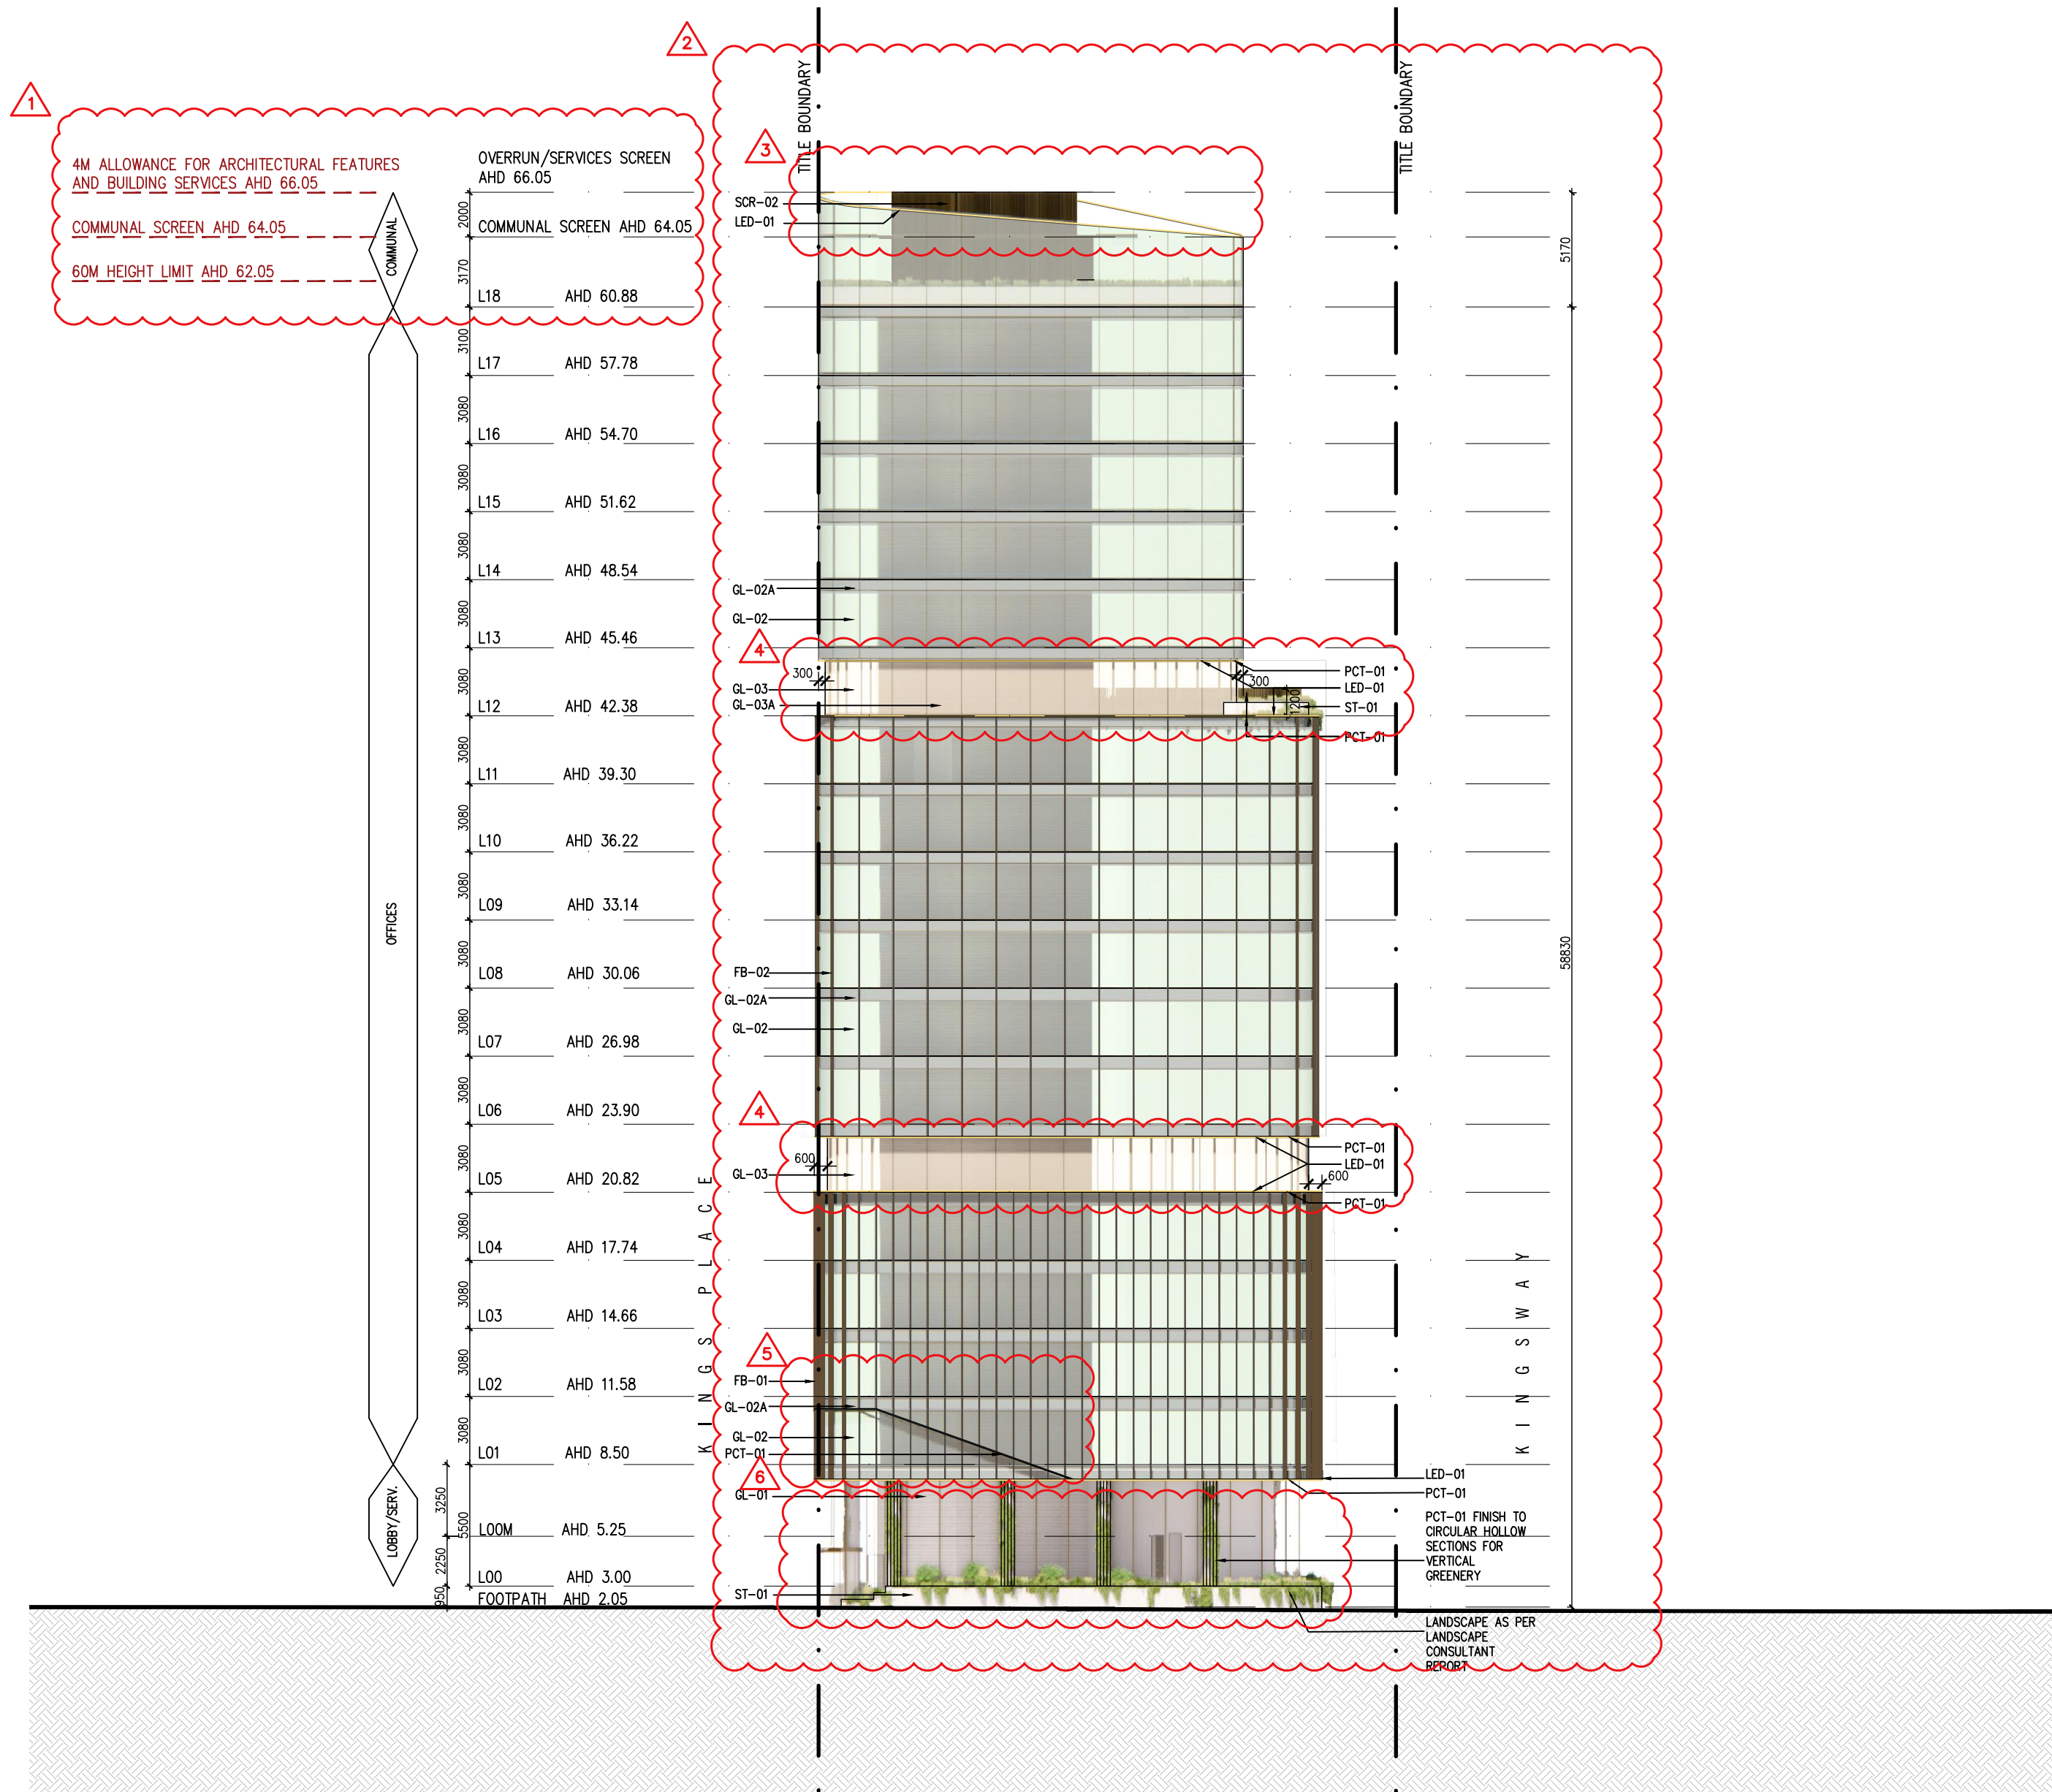 2
1
3
TITLE BOUNDARY
TITLE BOUNDARY
4M ALLOWANCE FOR ARCHITECTURAL FEATURES
AND BUILDING SERVICES AHD 66.05
COMMUNAL SCREEN AHD 64.05
60M HEIGHT LIMIT AHD 62.05
COMMUNAL
OFFICES
LOBBY/SERV.
OVERRUN/SERVICES SCREEN
AHD 66.05
2000
COMMUNAL SCREEN AHD 64.05
3170
L18 AHD 60.88
3100
L17 AHD 57.78
3080
L16 AHD 54.70
3080
L15 AHD 51.62
3080
L14 AHD 48.54
3080
L13 AHD 45.46
3080
L12 AHD 42.38
3080
L11 AHD 39.30
3080
L10 AHD 36.22
3080
L09 AHD 33.14
3080
L08 AHD 30.06
3080
L07 AHD 26.98
3080
L06 AHD 23.90
3080
L05 AHD 20.82
3080
L04 AHD 17.74
3080
L03 AHD 14.66
3080
L02 AHD 11.58
3080
L01 AHD 8.50
3250
5500
L00M AHD 5.25
2250
L00 AHD 3.00
950
FOOTPATH AHD 2.05
KINGS PLACE
SCR-02
LED-01
GL-02A
GL-02
4
300
GL-03
GL-03A
300
1200
PCT-01
LED-01
ST-01
PCT-01
FB-02
GL-02A
GL-02
4
600
GL-03
PCT-01
LED-01
600
PCT-01
5
FB-01
GL-02A
GL-02
PCT-01
6
GL-01
ST-01
LED-01
PCT-01
PCT-01 FINISH TO
CIRCULAR HOLLOW
SECTIONS FOR
VERTICAL
GREENERY
LANDSCAPE AS PER
LANDSCAPE
CONSULTANT
REPORT
KINGSWAY
5170
58830